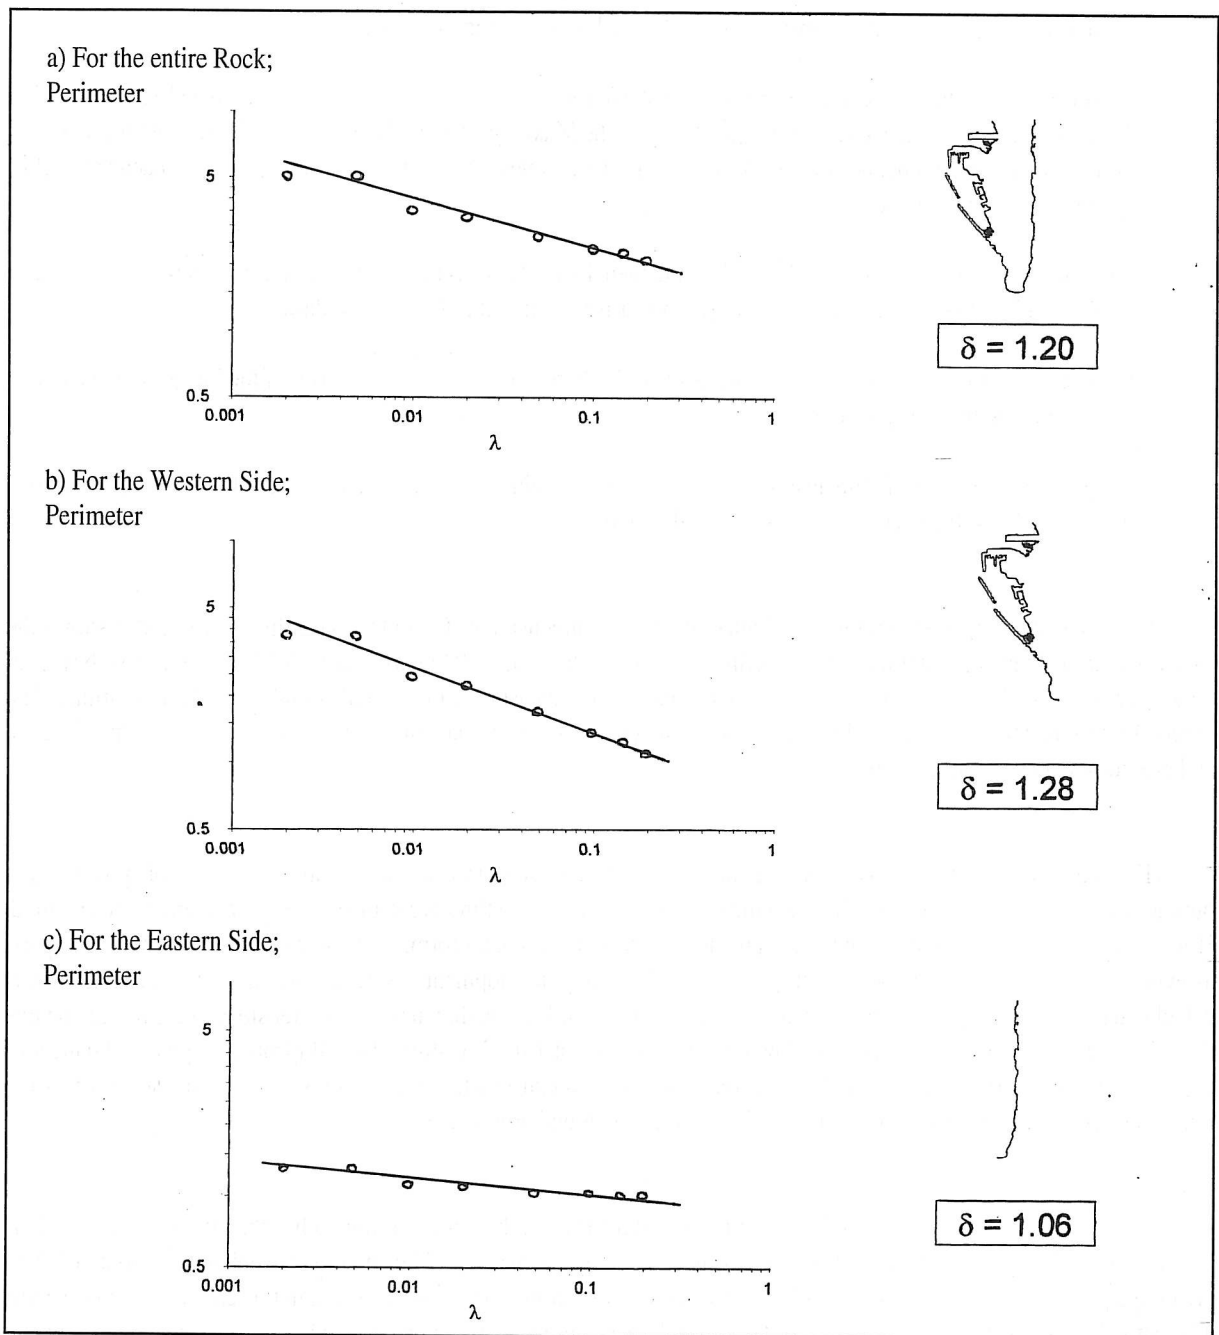 a) For the entire Rock;
Perimeter
5
0.5
0.001 0.01 0.1 1
λ
δ = 1.20
b) For the Western Side;
Perimeter
5
0.5
0.001 0.01 0.1 1
λ
δ = 1.28
c) For the Eastern Side;
Perimeter
5
0.5
0.001 0.01 0.1 1
λ
δ = 1.06